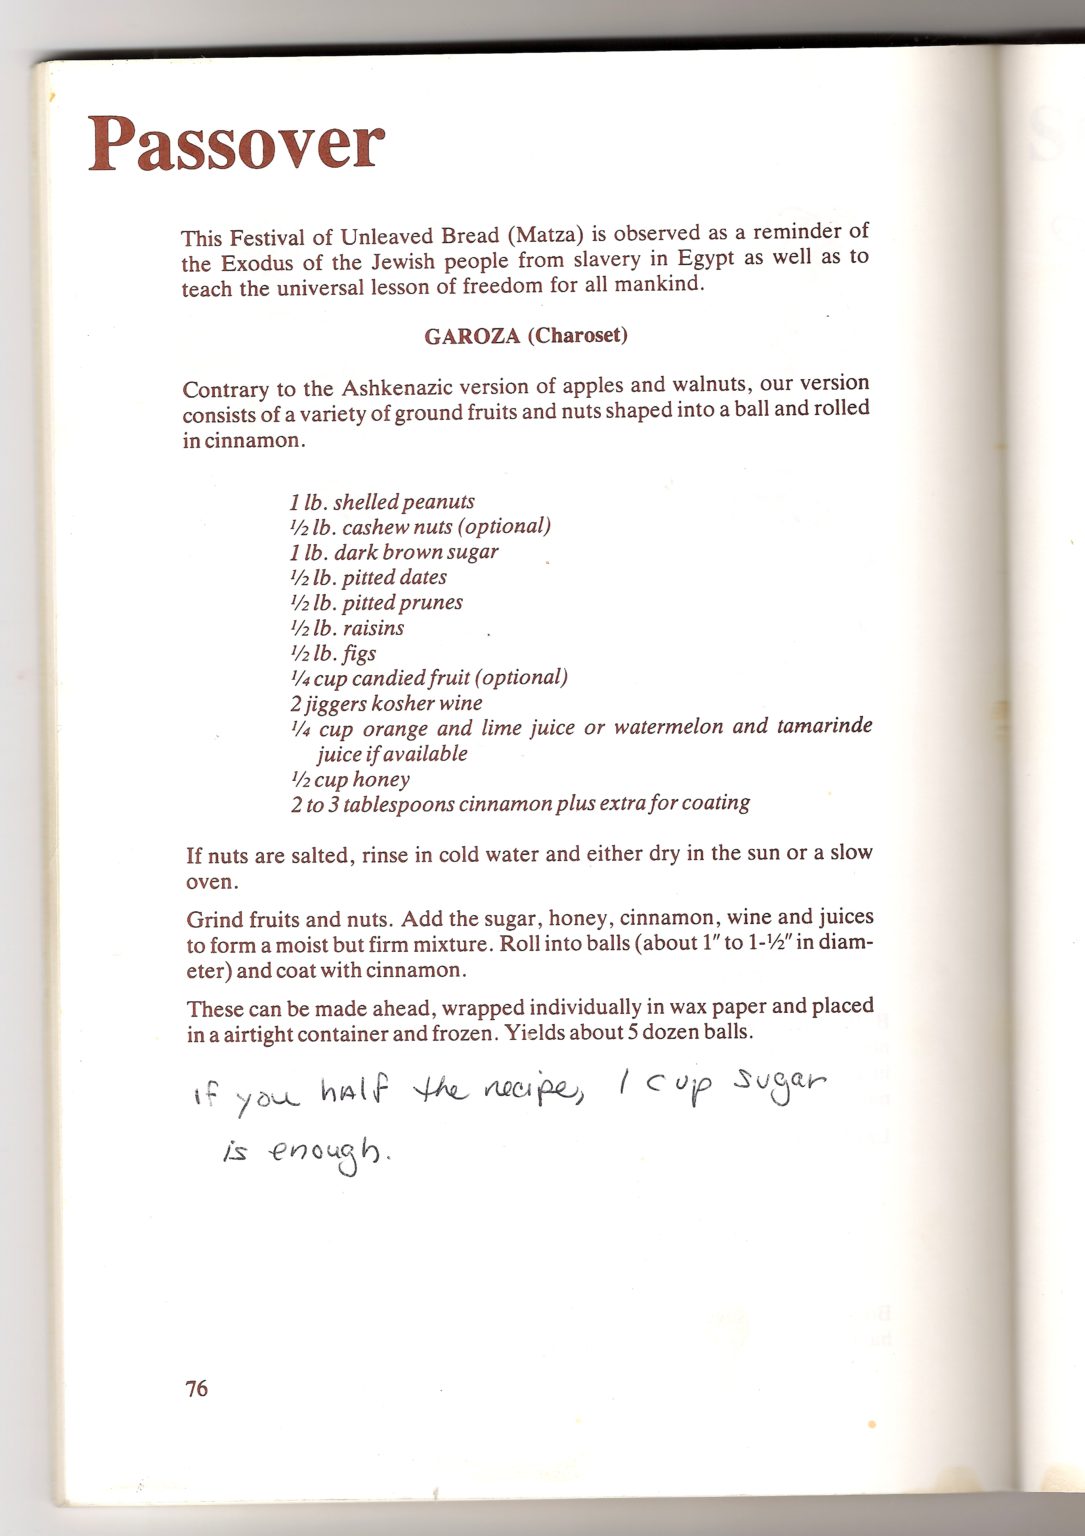 Passover
This Festival of Unleaved Bread (Matza) is observed as a reminder of
the Exodus of the Jewish people from slavery in Egypt as well as to
teach the universal lesson of freedom for all mankind.
GAROZA (Charoset)
Contrary to the Ashkenazic version of apples and walnuts, our version
consists of a variety of ground fruits and nuts shaped into a ball and rolled
in cinnamon.
1 lb. shelled peanuts
½ lb. cashew nuts (optional)
1 lb. dark brown sugar
½ lb. pitted dates
½ lb. pitted prunes
½ lb. raisins
½ lb. figs
¼ cup candied fruit (optional)
2 jiggers kosher wine
¼ cup orange and lime juice or watermelon and tamarinde
juice if available
½ cup honey
2 to 3 tablespoons cinnamon plus extra for coating
If nuts are salted, rinse in cold water and either dry in the sun or a slow
oven.
Grind fruits and nuts. Add the sugar, honey, cinnamon, wine and juices
to form a moist but firm mixture. Roll into balls (about 1″ to 1-½″ in diam-
eter) and coat with cinnamon.
These can be made ahead, wrapped individually in wax paper and placed
in a airtight container and frozen. Yields about 5 dozen balls.
If you hALf the recipe, 1 cup sugar
is enough.
76